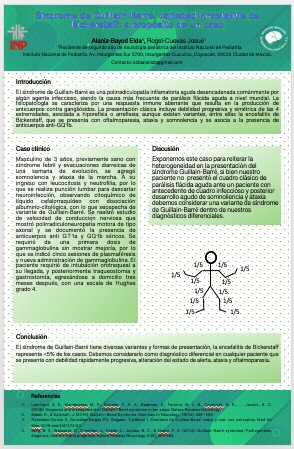 Síndrome de Guillain-Barré variedad Encefalitis de
Bickerstaff a propósito de un caso
Alaniz-Bayod Elda¹, Rogel-Cuevas Josué¹
¹Residente de segundo año de neurología pediátrica del Instituto Nacional de Pediatría.
Instituto Nacional de Pediatría. Av. Insurgentes Sur 3700, Insurgentes Cuicuilco, Coyoacán, 04530 Ciudad de México.
INP
Introducción
El síndrome de Guillain-Barré es una polirradiculopatía inflamatoria aguda desencadenada comúnmente por
algún agente infeccioso, siendo la causa más frecuente de parálisis flácida aguda a nivel mundial. La
fisiopatología se caracteriza por una respuesta inmune aberrante que resulta en la producción de
anticuerpos contra gangliósidos. La presentación clásica incluye debilidad progresiva y simétrica de las 4
extremidades, asociada a hiporreflexia o arreflexia; aunque existen variantes, entre ellas la encefalitis de
Bickerstaff, que se presenta con oftalmoparesia, ataxia y somnolencia y se asocia a la presencia de
anticuerpos anti-GQ1b.
Caso clínico
Masculino de 3 años, previamente sano con
síndrome febril y evacuaciones diarreicas de
una semana de evolución, se agregó
somnolencia y ataxia de la marcha. A su
ingreso con leucocitosis y neutrofilia, por lo
que se realiza punción lumbar para descartar
neuroinfección, observando citoquímico de
líquido cefalorraquídeo con disociación
albumino-citológica, con lo que se sospecha de
variante de Guillain-Barré. Se realizó estudio
de velocidad de conducción nerviosa que
mostró polirradiculoneuropatía motora de tipo
axonal y se documentó la presencia de
anticuerpos anti GT1a y GQ1b séricos. Se
requirió de una primera dosis de
gammaglobulina sin mostrar mejoría, por lo
que se indicó cinco sesiones de plasmaféresis
y nueva administración de gammaglobulina. El
paciente requirió de intubación orotraqueal a
su llegada, y posteriormente traqueostomía y
gastrostomía, egresándose a domicilio tres
meses después, con una escala de Hughes
grado 4.
Discusión
Exponemos este caso para reiterar la
heterogeneidad en la presentación del
síndrome Guillain-Barré, si bien nuestro
paciente no presentó el cuadro clásico de
parálisis flácida aguda ante un paciente con
antecedente de cuadro infeccioso y posterior
desarrollo agudo de somnolencia y ataxia
debemos considerar una variante de síndrome
de Guillain-Barré dentro de nuestros
diagnósticos diferenciales.
1/5 1/5
1/5 1/5
1/5 1/5
1/5 1/5
1/5 1/5
1/5 1/5
Conclusión
El síndrome de Guillain-Barré tiene diversas variantes y formas de presentación, la encefalitis de Bickerstaff
representa <5% de los casos. Debemos considerarlo como diagnóstico diferencial en cualquier paciente que
se presente con debilidad rápidamente progresiva, alteración del estado de alerta, ataxia y oftalmoparesia.
Referencias